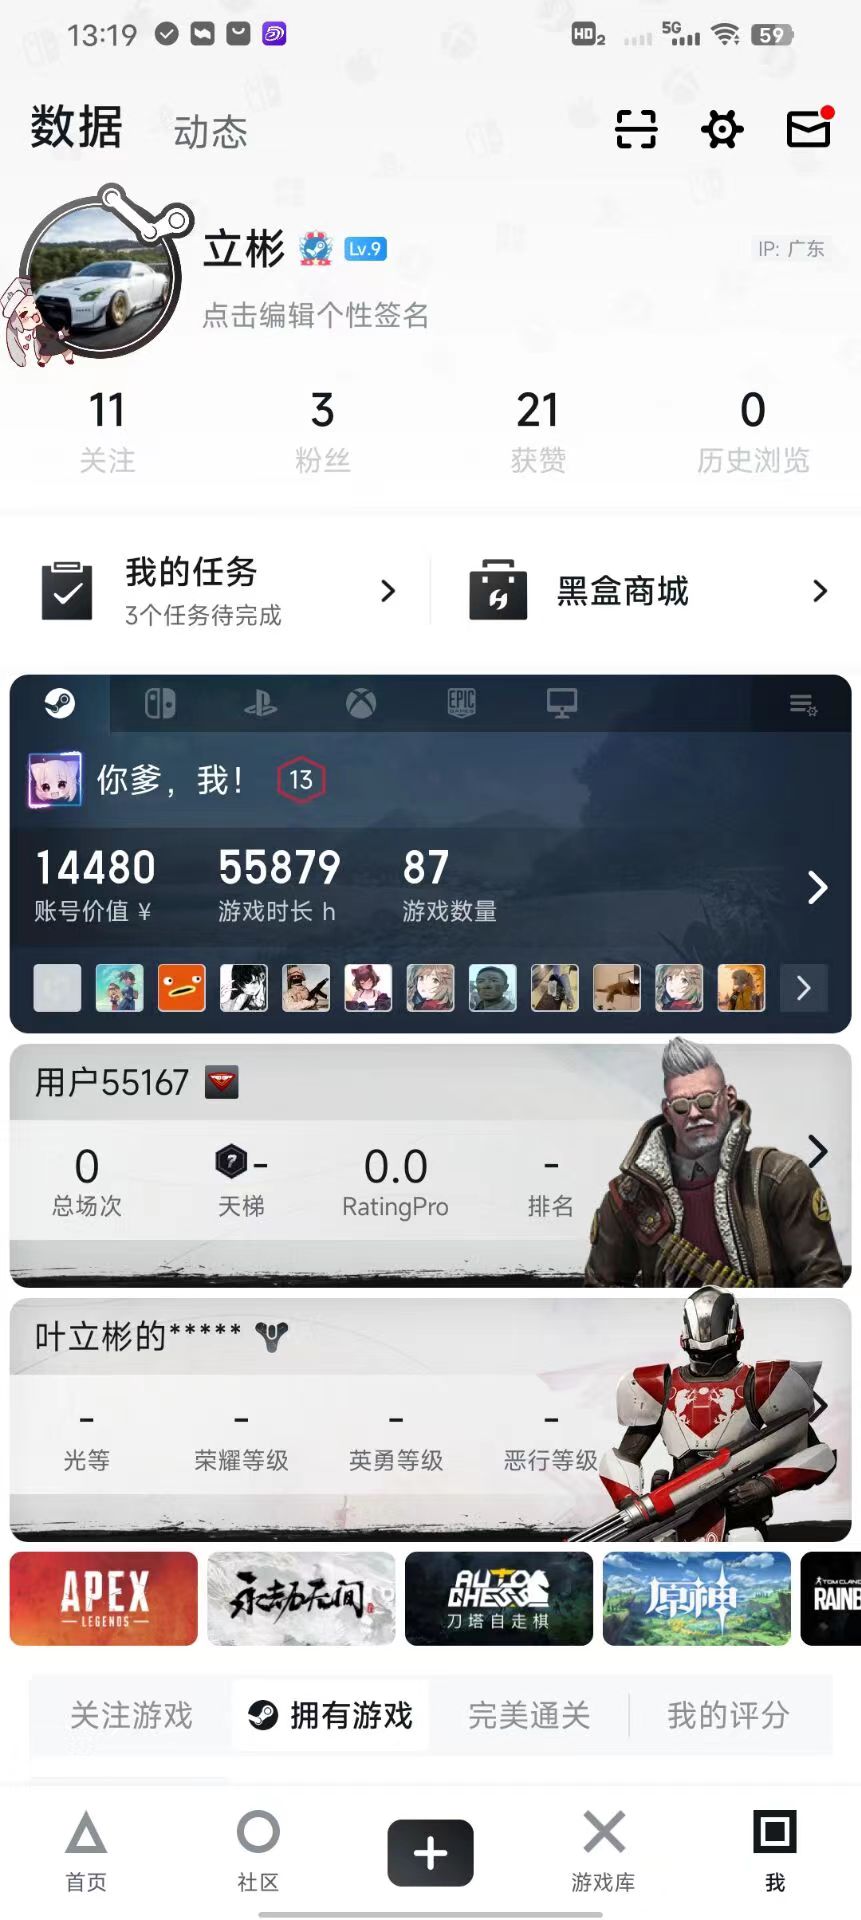 13:19
HD2 5G 59
数据 动态
立彬 Lv.9
IP: 广东
点击编辑个性签名
11 3 21 0
关注 粉丝 获赞 历史浏览
我的任务
3个任务待完成
黑盒商城
EPIC GAMES
你爹，我！ 13
14480 55879 87
账号价值 ¥ 游戏时长 h 游戏数量
用户55167
0 ?- 0.0 -
总场次 天梯 RatingPro 排名
叶立彬的*****
- - - -
光等 荣耀等级 英勇等级 恶行等级
APEX
LEGENDS
永劫无间
AUTO
CHESS
刀塔自走棋
原神
TOM CLANC
RAINB
关注游戏 拥有游戏 完美通关 我的评分
首页 社区 + 游戏库 我